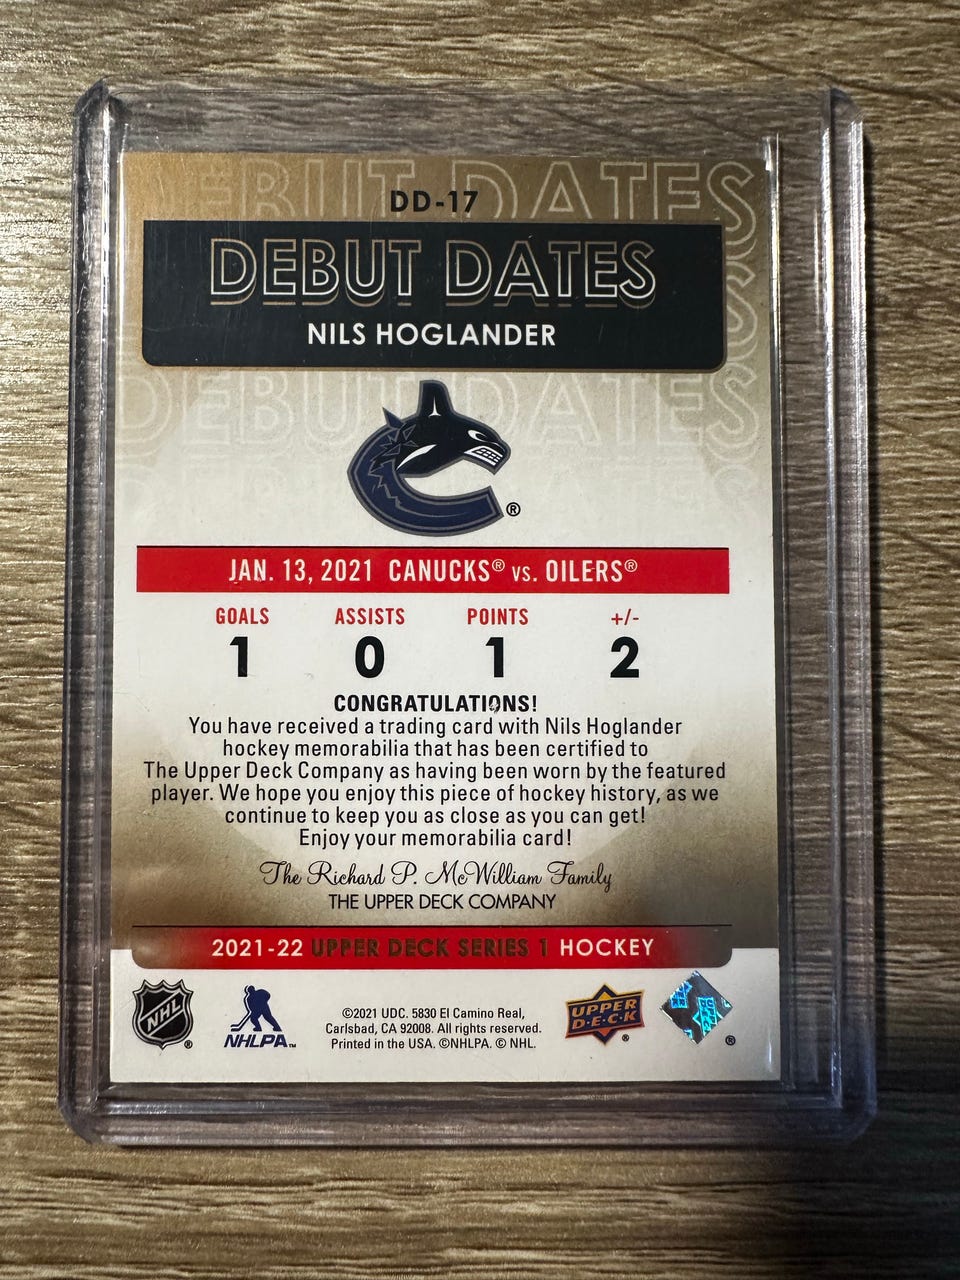 DEBUT DATES
DD-17
DEBUT DATES
NILS HOGLANDER
DEBUT DATES
®
JAN. 13, 2021 CANUCKS® vs. OILERS®
GOALS ASSISTS POINTS +/-
1 0 1 2
CONGRATULATIONS!
You have received a trading card with Nils Hoglander
hockey memorabilia that has been certified to
The Upper Deck Company as having been worn by the featured
player. We hope you enjoy this piece of hockey history, as we
continue to keep you as close as you can get!
Enjoy your memorabilia card!
The Richard P. McWilliam Family
THE UPPER DECK COMPANY
2021-22 UPPER DECK SERIES 1 HOCKEY
NHL ®
NHLPA™
©2021 UDC. 5830 El Camino Real,
Carlsbad, CA 92008. All rights reserved.
Printed in the USA. ©NHLPA. © NHL.
UPPER
D·E·C·K ®
®